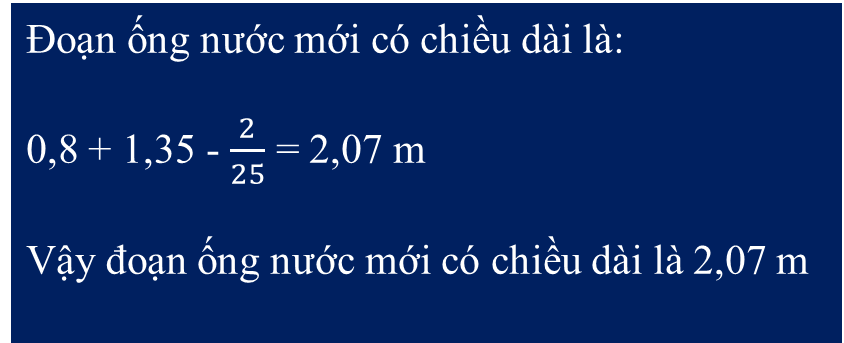 Đoạn ống nước mới có chiều dài là:
0,8 + 1,35 - 2/25 = 2,07 m
Vậy đoạn ống nước mới có chiều dài là 2,07 m